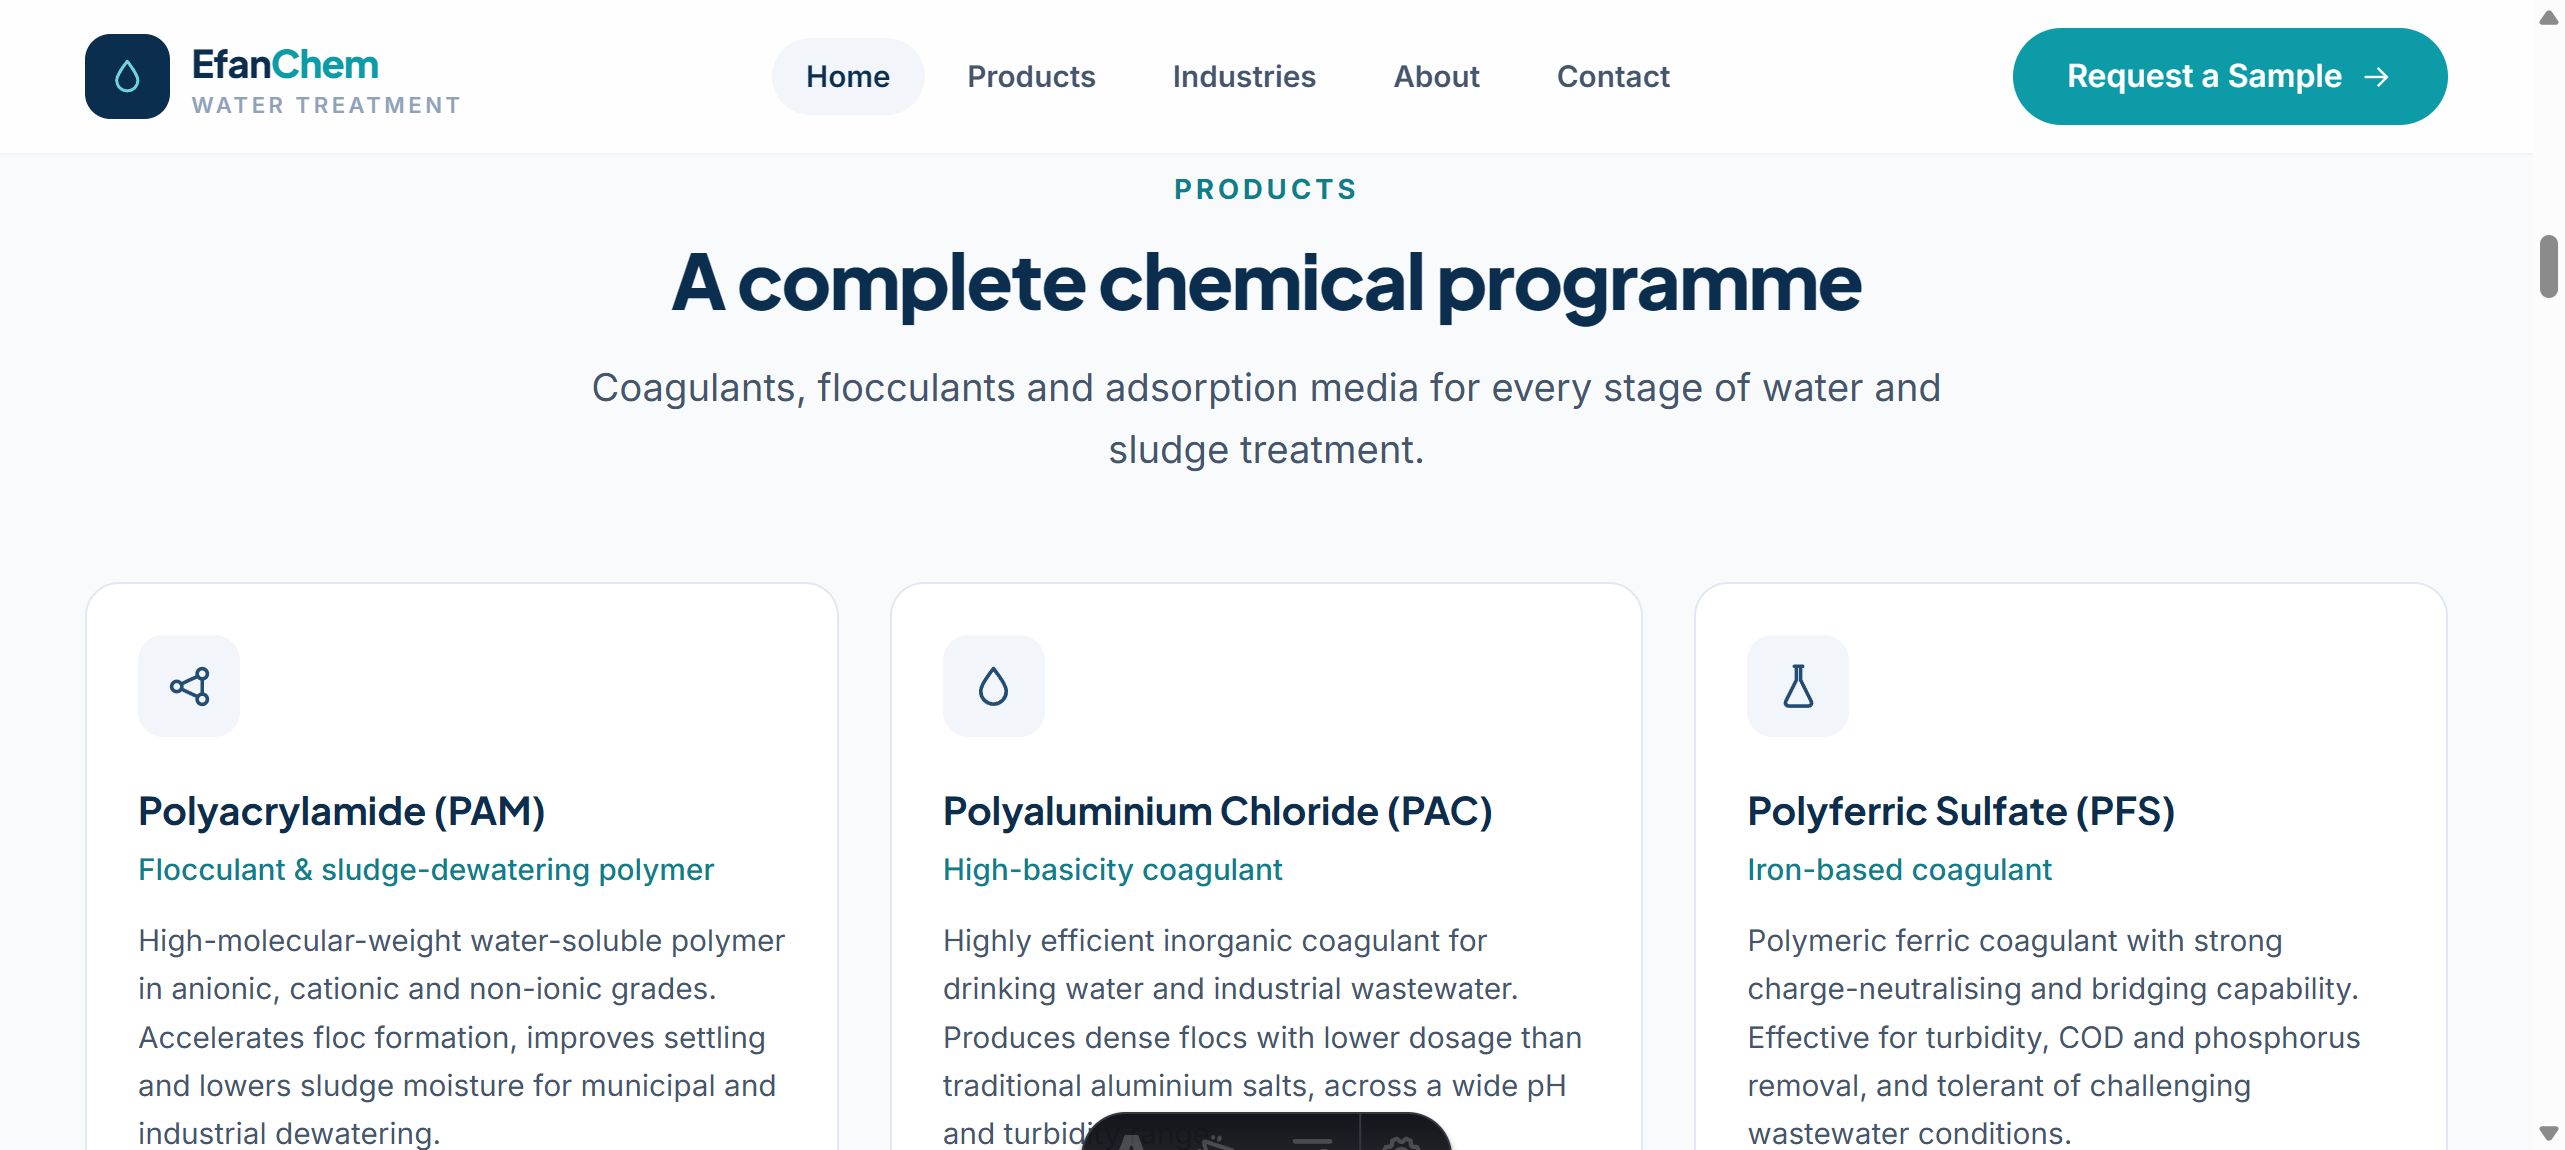 EfanChem
WATER TREATMENT
Home
Products
Industries
About
Contact
Request a Sample
PRODUCTS
A complete chemical programme
Coagulants, flocculants and adsorption media for every stage of water and
sludge treatment.
Polyacrylamide (PAM)
Flocculant & sludge-dewatering polymer
High-molecular-weight water-soluble polymer
in anionic, cationic and non-ionic grades.
Accelerates floc formation, improves settling
and lowers sludge moisture for municipal and
industrial dewatering.
Polyaluminium Chloride (PAC)
High-basicity coagulant
Highly efficient inorganic coagulant for
drinking water and industrial wastewater.
Produces dense flocs with lower dosage than
traditional aluminium salts, across a wide pH
and turbidity range.
Polyferric Sulfate (PFS)
Iron-based coagulant
Polymeric ferric coagulant with strong
charge-neutralising and bridging capability.
Effective for turbidity, COD and phosphorus
removal, and tolerant of challenging
wastewater conditions.